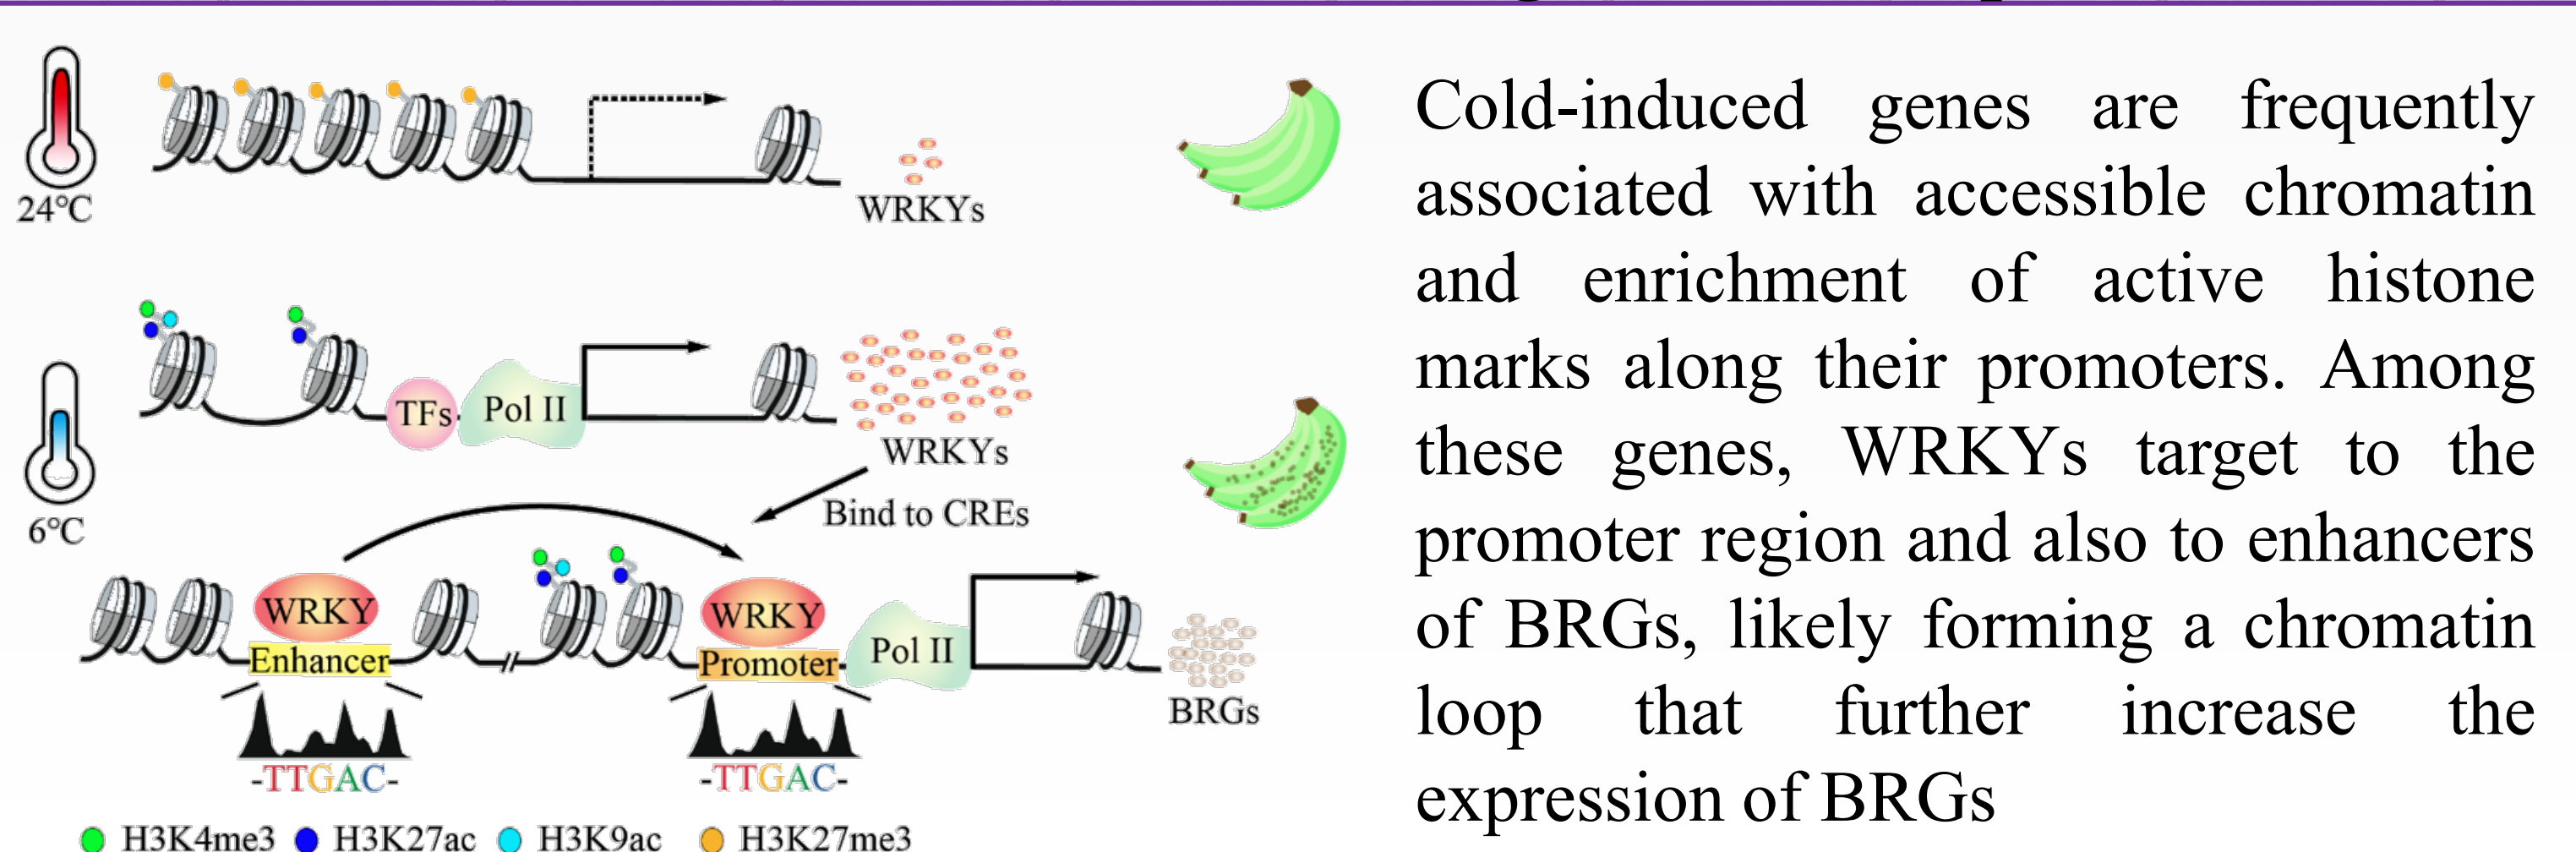 24°C
WRKYs
TFs
Pol II
WRKYs
Bind to CREs
6°C
WRKY
Enhancer
WRKY
Promoter
Pol II
BRGs
-TTGAC-
-TTGAC-
H3K4me3 H3K27ac H3K9ac H3K27me3
Cold-induced genes are frequently
associated with accessible chromatin
and enrichment of active histone
marks along their promoters. Among
these genes, WRKYs target to the
promoter region and also to enhancers
of BRGs, likely forming a chromatin
loop that further increase the
expression of BRGs